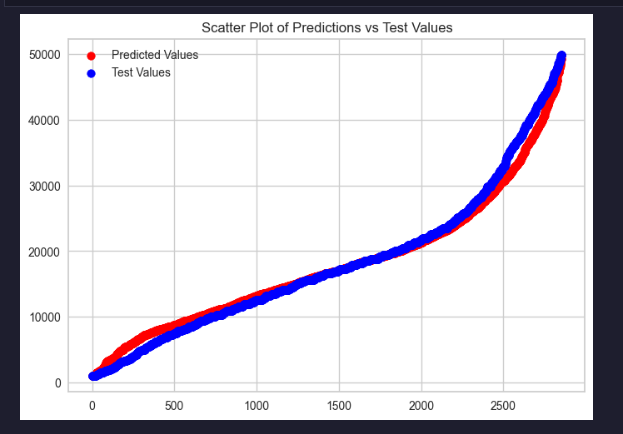 Scatter Plot of Predictions vs Test Values
Predicted Values
Test Values
50000
40000
30000
20000
10000
0
0 500 1000 1500 2000 2500